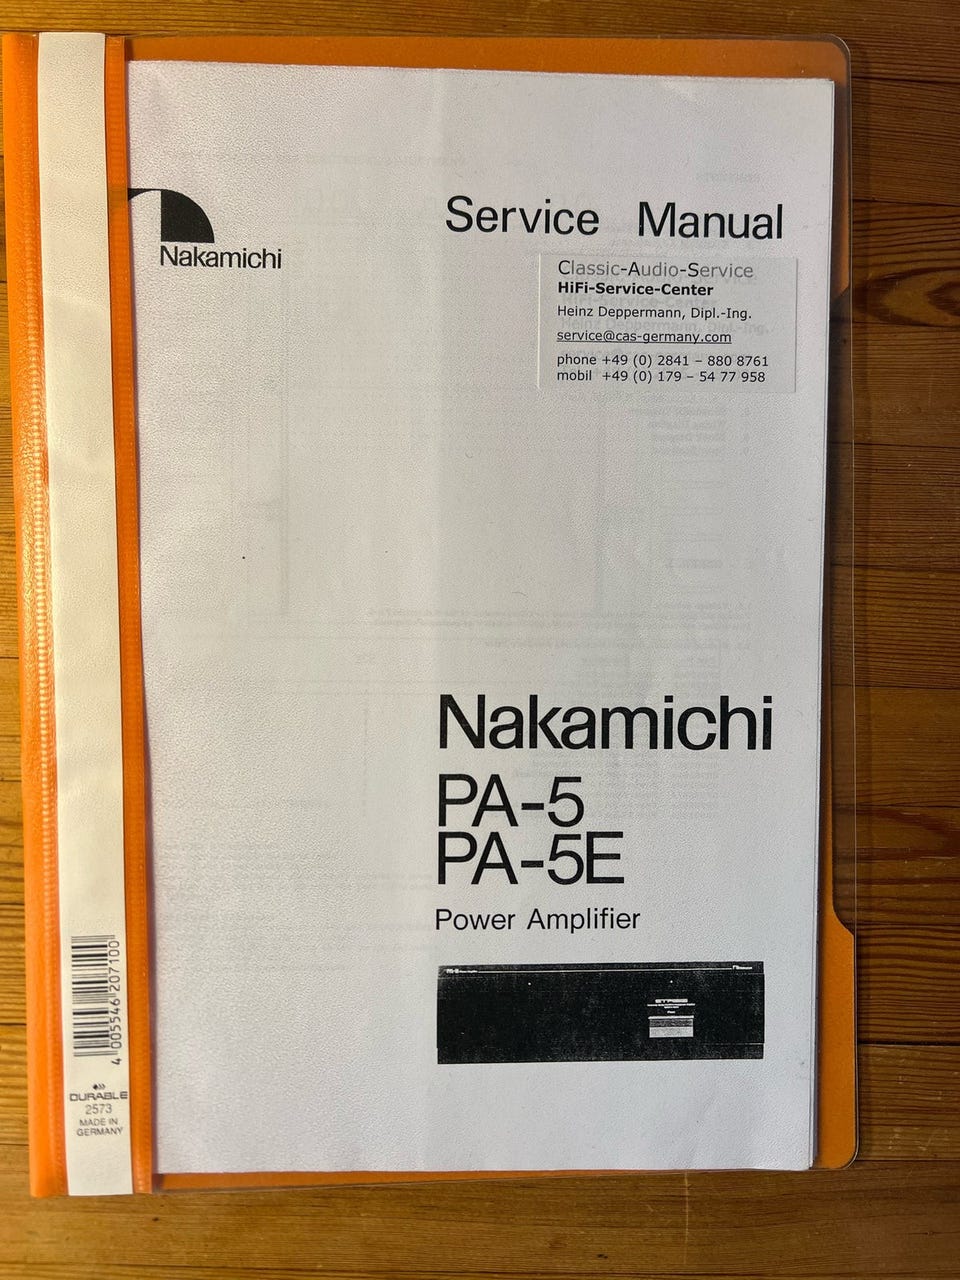 Nakamichi
Service Manual
Classic-Audio-Service
HiFi-Service-Center
Heinz Deppermann, Dipl.-Ing.
service@cas-germany.com
phone +49 (0) 2841 – 880 8761
mobil +49 (0) 179 – 54 77 958
Nakamichi
PA-5
PA-5E
Power Amplifier
STASIS
4 005546 207100
DURABLE
2573
MADE IN
GERMANY